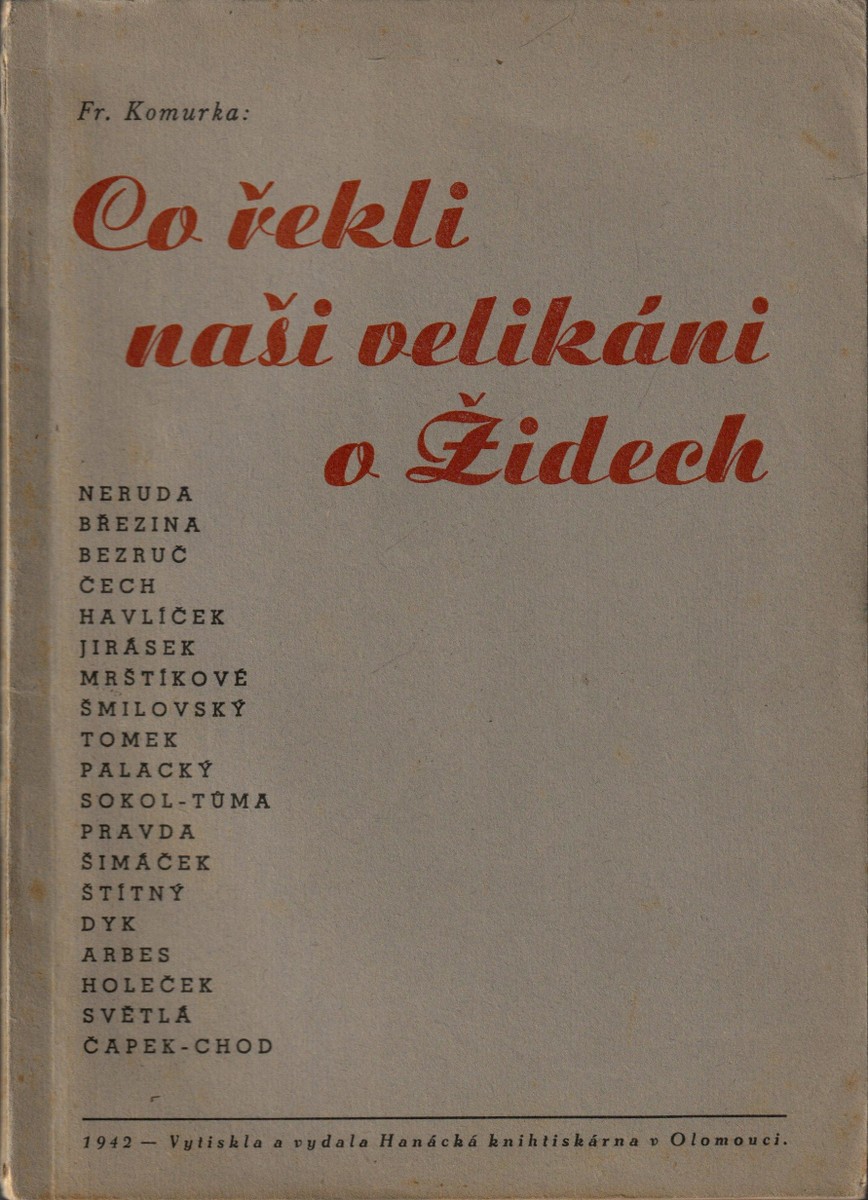 Fr. Komurka:
Co řekli
naši velikáni
o Židech
NERUDA
BŘEZINA
BEZRUČ
ČECH
HAVLÍČEK
JIRÁSEK
MRŠTÍKOVÉ
ŠMILOVSKÝ
TOMEK
PALACKÝ
SOKOL-TŮMA
PRAVDA
ŠIMÁČEK
ŠTÍTNÝ
DYK
ARBES
HOLEČEK
SVĚTLÁ
ČAPEK-CHOD
1942 — Vytiskla a vydala Hanácká knihtiskárna v Olomouci.